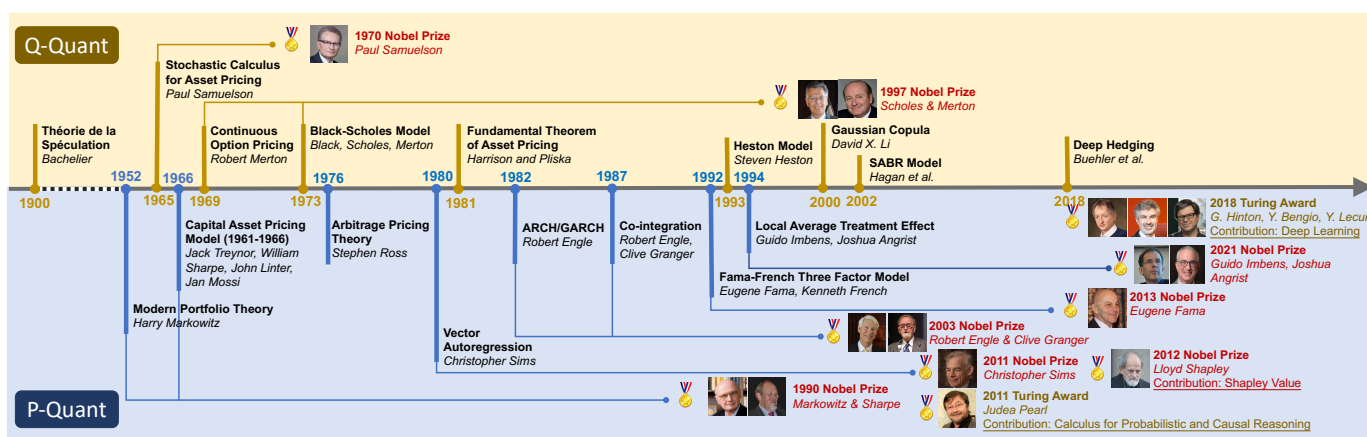 Q-Quant
1970 Nobel Prize
Paul Samuelson
Stochastic Calculus
for Asset Pricing
Paul Samuelson
1997 Nobel Prize
Scholes & Merton
Théorie de la
Spéculation
Bachelier
Continuous
Option Pricing
Robert Merton
Black-Scholes Model
Black, Scholes, Merton
Fundamental Theorem
of Asset Pricing
Harrison and Pliska
Heston Model
Steven Heston
Gaussian Copula
David X. Li
SABR Model
Hagan et al.
Deep Hedging
Buehler et al.
1952
1966
1976
1980
1982
1987
1992
1994
1900
1965
1969
1973
1981
1993
2000
2002
2018
Capital Asset Pricing
Model (1961-1966)
Jack Treynor, William
Sharpe, John Linter,
Jan Mossi
Arbitrage Pricing
Theory
Stephen Ross
ARCH/GARCH
Robert Engle
Co-integration
Robert Engle,
Clive Granger
Local Average Treatment Effect
Guido Imbens, Joshua Angrist
2018 Turing Award
G. Hinton, Y. Bengio, Y. Lecun
Contribution: Deep Learning
2021 Nobel Prize
Guido Imbens, Joshua
Angrist
Fama-French Three Factor Model
Eugene Fama, Kenneth French
2013 Nobel Prize
Eugene Fama
Modern Portfolio Theory
Harry Markowitz
Vector
Autoregression
Christopher Sims
2003 Nobel Prize
Robert Engle & Clive Granger
2011 Nobel Prize
Christopher Sims
2012 Nobel Prize
Lloyd Shapley
Contribution: Shapley Value
1990 Nobel Prize
Markowitz & Sharpe
2011 Turing Award
Judea Pearl
Contribution: Calculus for Probabilistic and Causal Reasoning
P-Quant